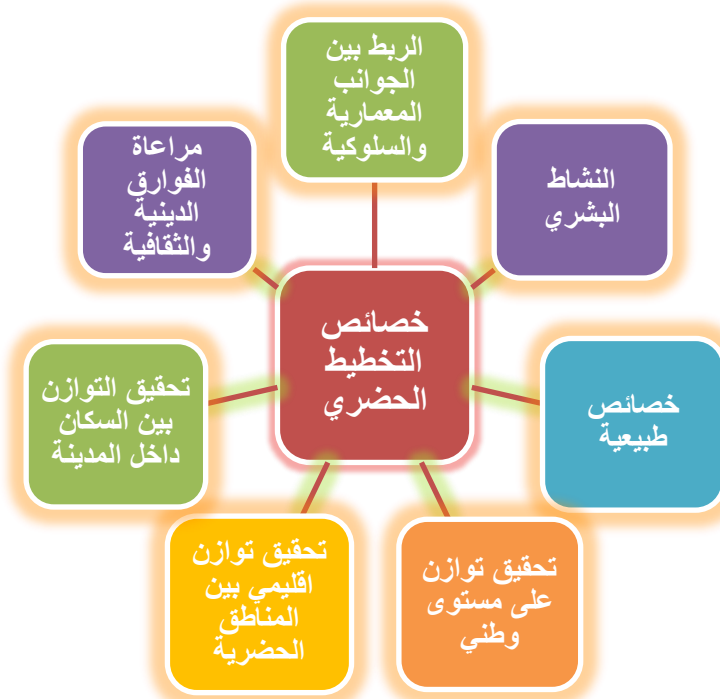 الربط بين
الجوانب
المعمارية
والسلوكية
النشاط
البشري
خصائص
طبيعية
تحقيق توازن
على مستوى
وطني
تحقيق توازن
اقليمي بين
المناطق
الحضرية
تحقيق التوازن
بين السكان
داخل المدينة
مراعاة
الفوارق
الدينية
والثقافية
خصائص
التخطيط
الحضري